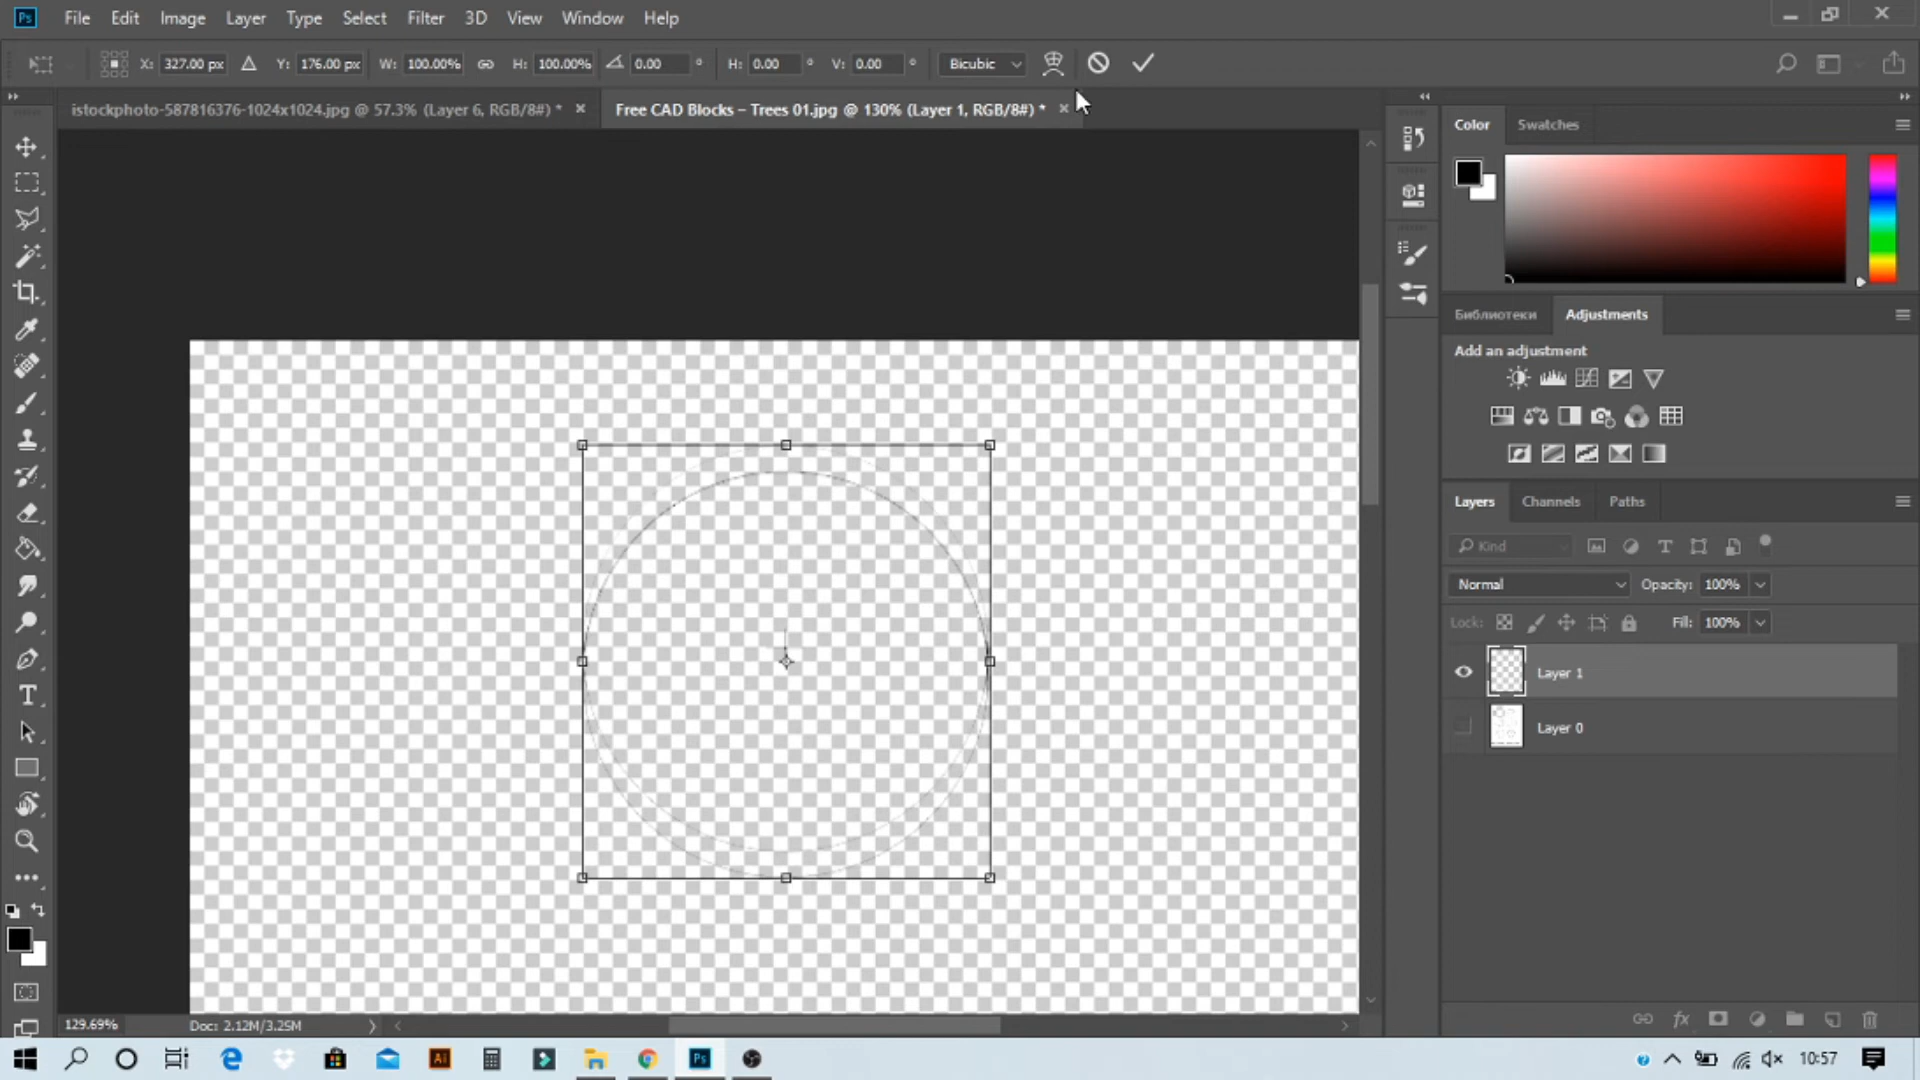 Ps File Edit Image Layer Type Select Filter 3D View Window Help
X: 327.00 px Y: 176.00 px W: 100.00% H: 100.00% 0.00 ° H: 0.00 ° V: 0.00 ° Bicubic
istockphoto-587816376-1024x1024.jpg @ 57.3% (Layer 6, RGB/8#) * Free CAD Blocks – Trees 01.jpg @ 130% (Layer 1, RGB/8#) *
Color Swatches
Библиотеки Adjustments
Add an adjustment
Layers Channels Paths
Kind
Normal Opacity: 100%
Lock: Fill: 100%
Layer 1
Layer 0
129.69% Doc: 2.12M/3.25M
Ai Ps 10:57